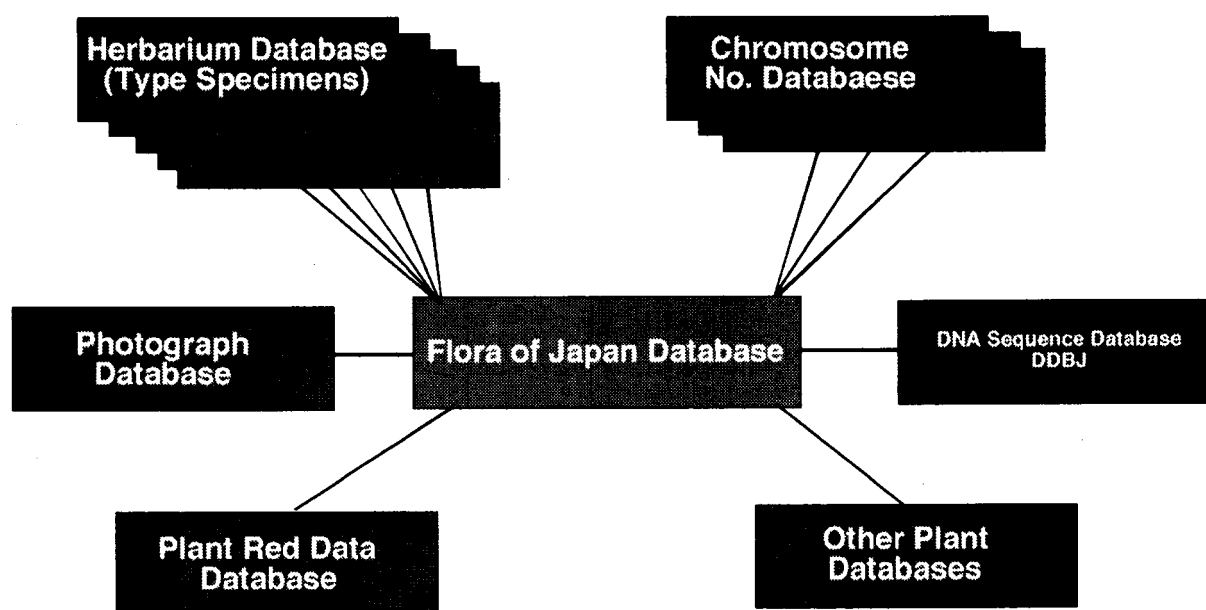 Herbarium Database
(Type Specimens)
Chromosome
No. Databaese
Photograph
Database
Flora of Japan Database
DNA Sequence Database
DDBJ
Plant Red Data
Database
Other Plant
Databases